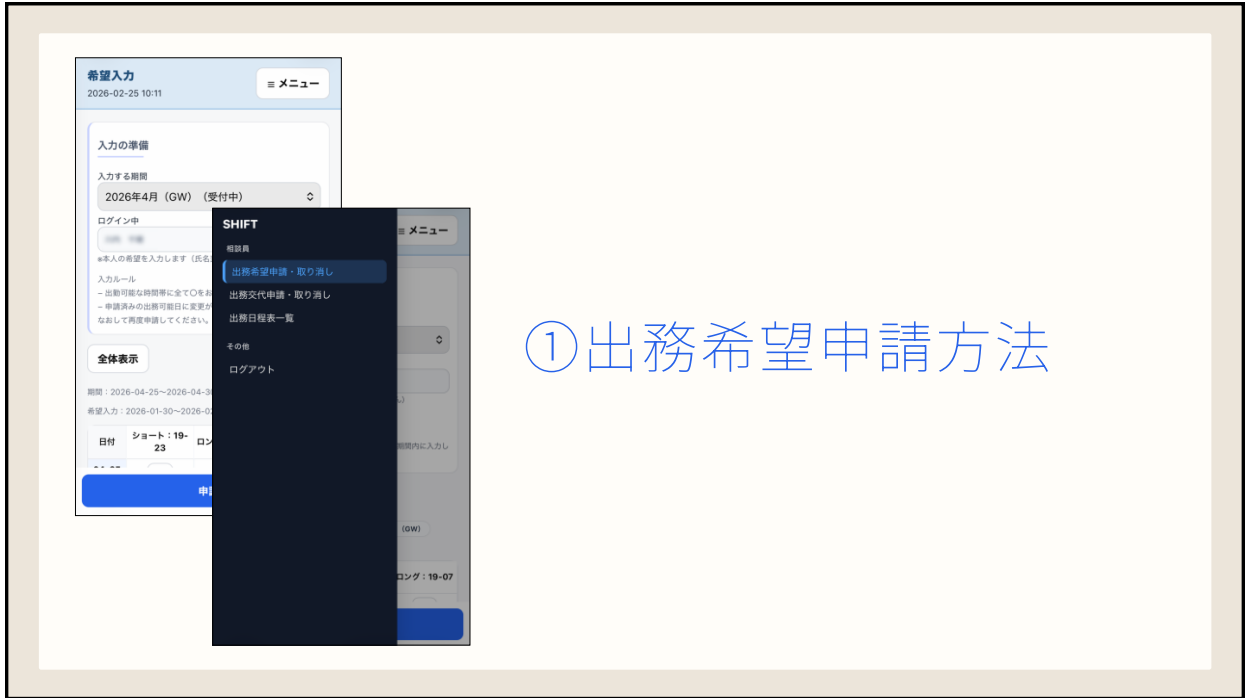 希望入力
2026-02-25 10:11
≡ メニュー
入力の準備
入力する期間
2026年4月（GW）（受付中）
ログイン中
※本人の希望を入力します（氏名
入力ルール
– 出勤可能な時間帯に全て〇をお
– 申請済みの出務可能日に変更が
なおして再度申請してください。
全体表示
期間：2026-04-25〜2026-04-3
希望入力：2026-01-30〜2026-0
日付
ショート：19-
23
ロン
SHIFT
相談員
出務希望申請・取り消し
出務交代申請・取り消し
出務日程表一覧
その他
ログアウト
≡ メニュー
期間内に入力し
（GW）
ロング：19-07
①出務希望申請方法